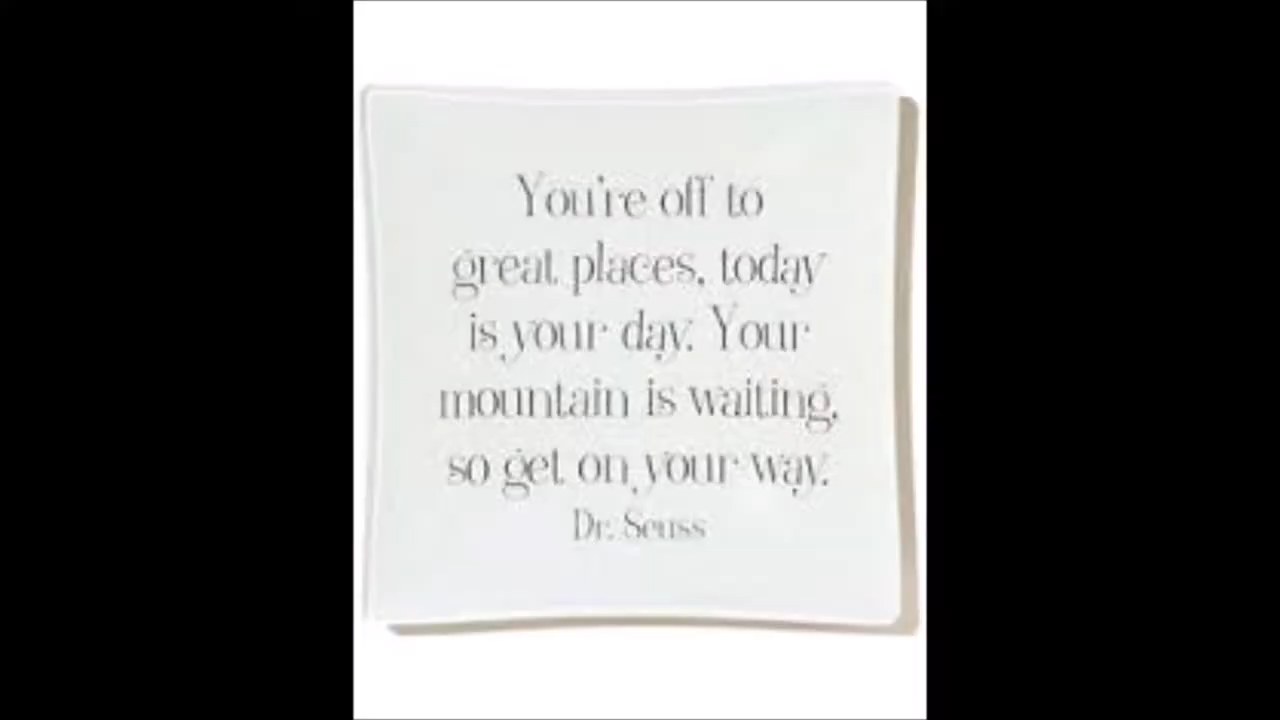 You're off to
great places, today
is your day. Your
mountain is waiting,
so get on your way.
Dr. Seuss